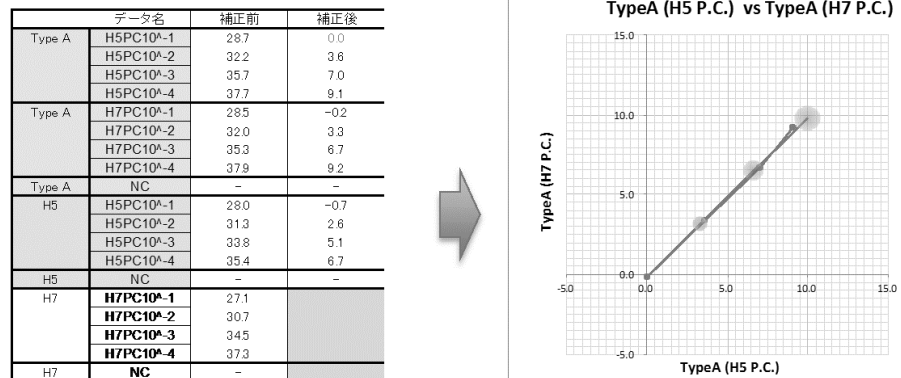 データ名 補正前 補正後
Type A H5PC10^-1 28.7 0.0
H5PC10^-2 32.2 3.6
H5PC10^-3 35.7 7.0
H5PC10^-4 37.7 9.1
Type A H7PC10^-1 28.5 -0.2
H7PC10^-2 32.0 3.3
H7PC10^-3 35.3 6.7
H7PC10^-4 37.9 9.2
Type A NC - -
H5 H5PC10^-1 28.0 -0.7
H5PC10^-2 31.3 2.6
H5PC10^-3 33.8 5.1
H5PC10^-4 35.4 6.7
H5 NC - -
H7 H7PC10^-1 27.1
H7PC10^-2 30.7
H7PC10^-3 34.5
H7PC10^-4 37.3
H7 NC -
TypeA (H5 P.C.) vs TypeA (H7 P.C.)
15.0
10.0
5.0
0.0
-5.0 0.0 5.0 10.0 15.0
-5.0
TypeA (H7 P.C.)
TypeA (H5 P.C.)